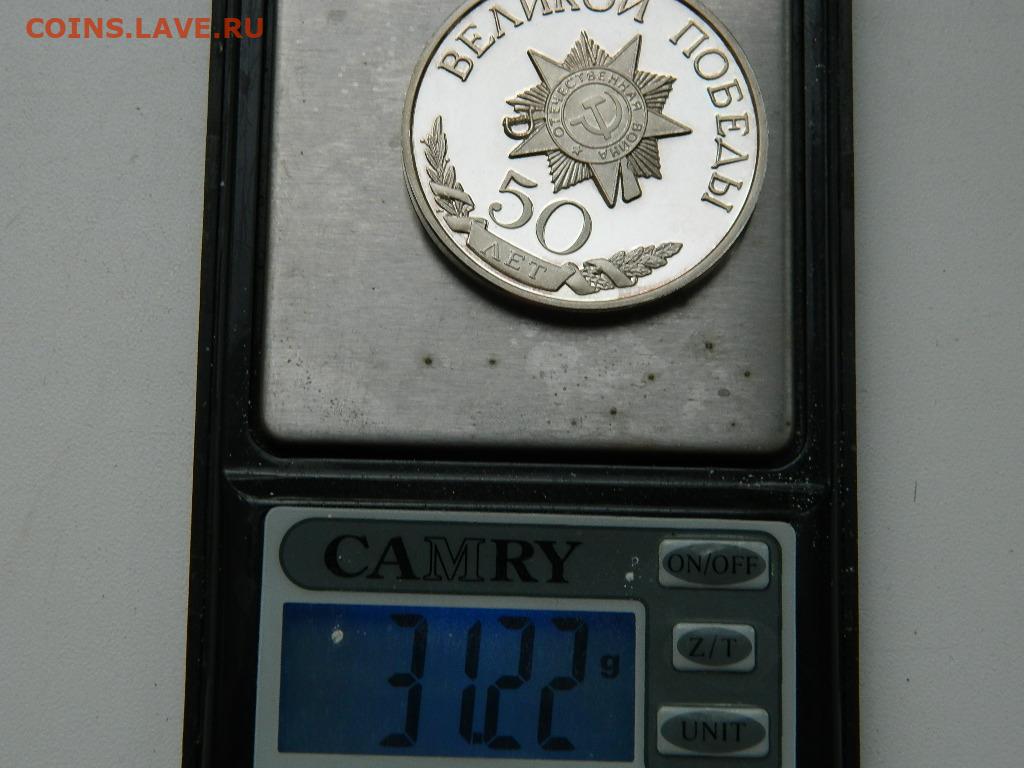 COINS.LAVE.RU
50 ЛЕТ
ВЕЛИКОЙ ПОБЕДЫ
ОТЕЧЕСТВЕННАЯ ВОЙНА
CAMRY
ON/OFF
31.22 g
Z/T
UNIT